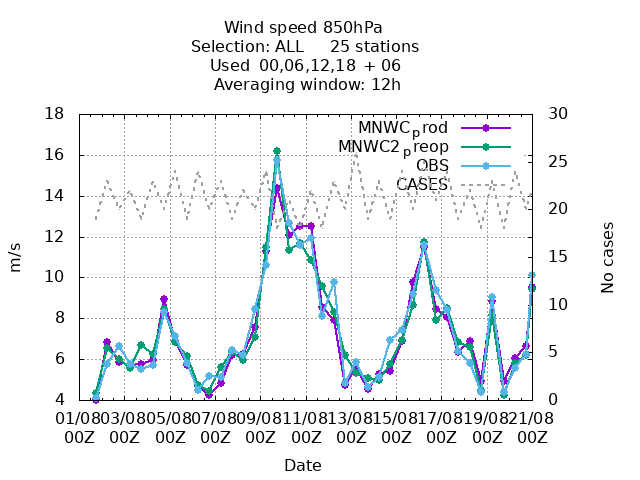 Wind speed 850hPa
Selection: ALL     25 stations
Used 00,06,12,18 + 06
Averaging window: 12h
m/s
No cases
18
16
14
12
10
8
6
4
30
25
20
15
10
5
0
MNWCprod
MNWC2preop
OBS
CASES
01/08 03/08 05/08 07/08 09/08 11/08 13/08 15/08 17/08 19/08 21/08
00Z 00Z 00Z 00Z 00Z 00Z 00Z 00Z 00Z 00Z 00Z
Date